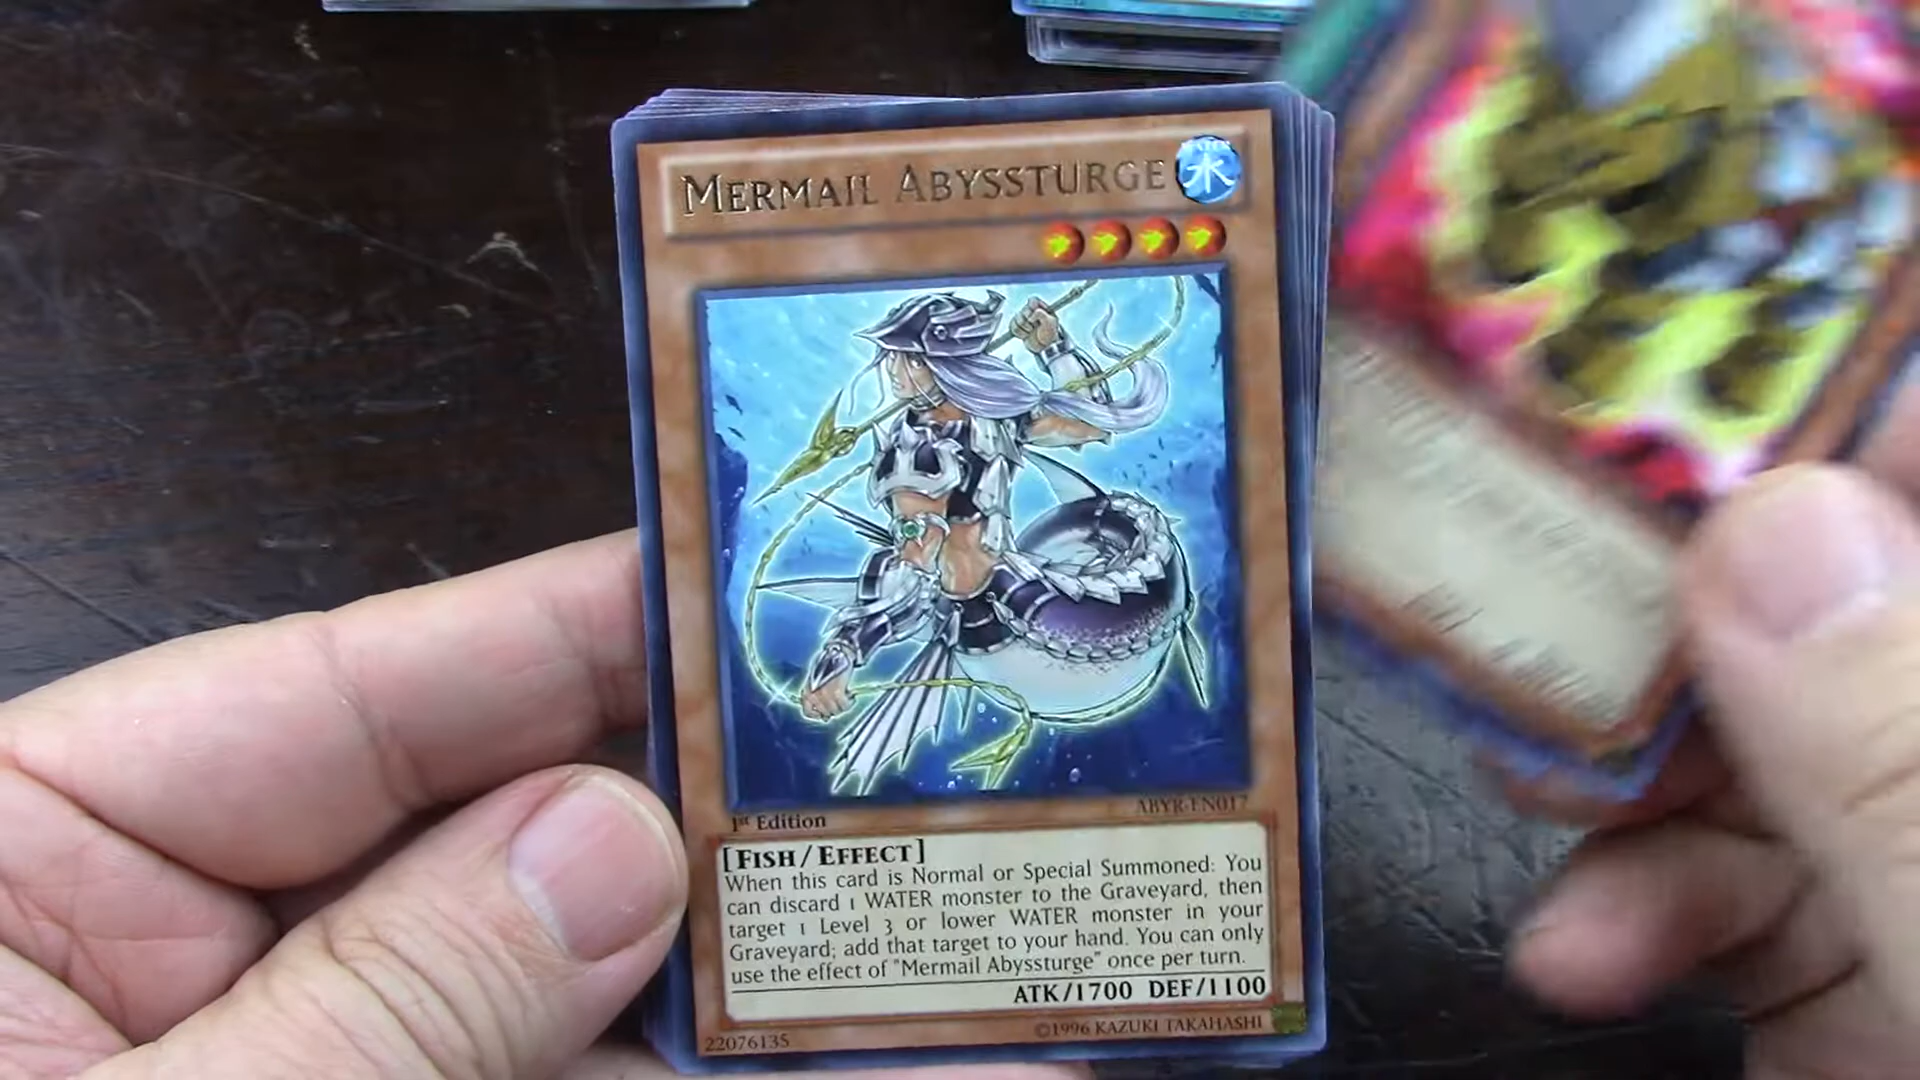 MERMAIL ABYSSTURGE
水
ABYR-EN017
1st Edition
[FISH/EFFECT]
When this card is Normal or Special Summoned: You
can discard 1 WATER monster to the Graveyard, then
target 1 Level 3 or lower WATER monster in your
Graveyard; add that target to your hand. You can only
use the effect of "Mermail Abyssturge" once per turn.
ATK/1700 DEF/1100
22076135
©1996 KAZUKI TAKAHASHI